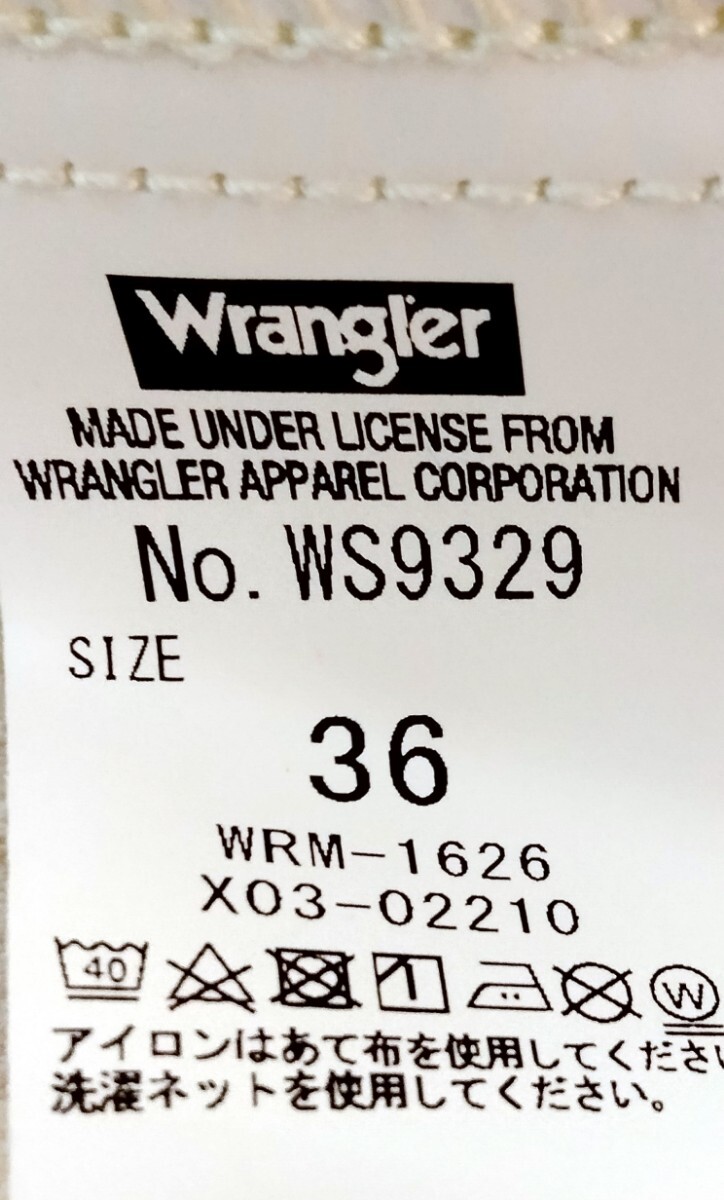 Wrangler
MADE UNDER LICENSE FROM
WRANGLER APPAREL CORPORATION
No. WS9329
SIZE
36
WRM-1626
X03-02210
40
W
アイロンはあて布を使用してください
洗濯ネットを使用してください。